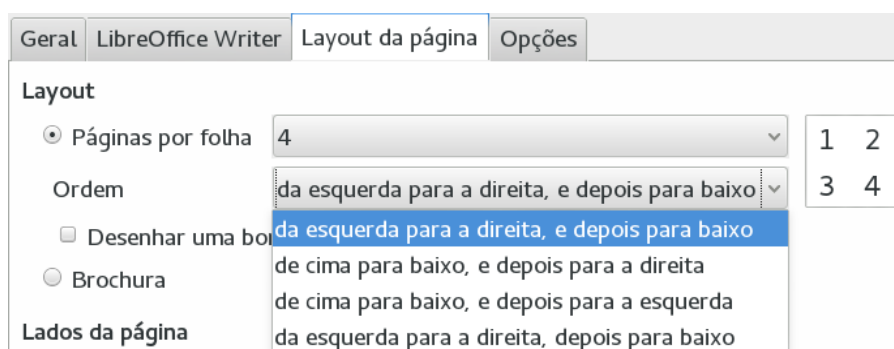 Geral LibreOffice Writer Layout da página Opções
Layout
Páginas por folha 4
1 2
Ordem da esquerda para a direita, e depois para baixo
3 4
Desenhar uma
da esquerda para a direita, e depois para baixo
Brochura
de cima para baixo, e depois para a direita
de cima para baixo, e depois para a esquerda
Lados da página
da esquerda para a direita, depois para baixo